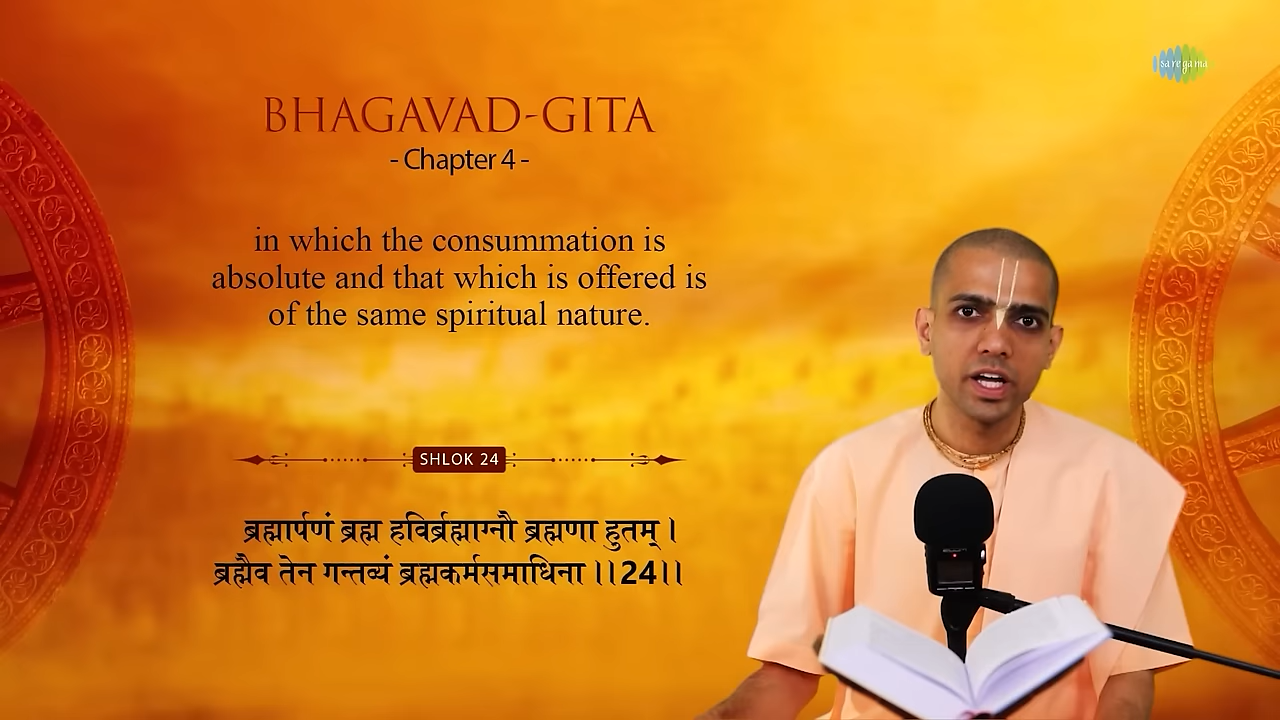 saregama
BHAGAVAD-GITA
- Chapter 4 -
in which the consummation is
absolute and that which is offered is
of the same spiritual nature.
SHLOK 24
ब्रह्मार्पणं ब्रह्म हविर्ब्रह्माग्नौ ब्रह्मणा हुतम् ।
ब्रह्मैव तेन गन्तव्यं ब्रह्मकर्मसमाधिना ।।24।।